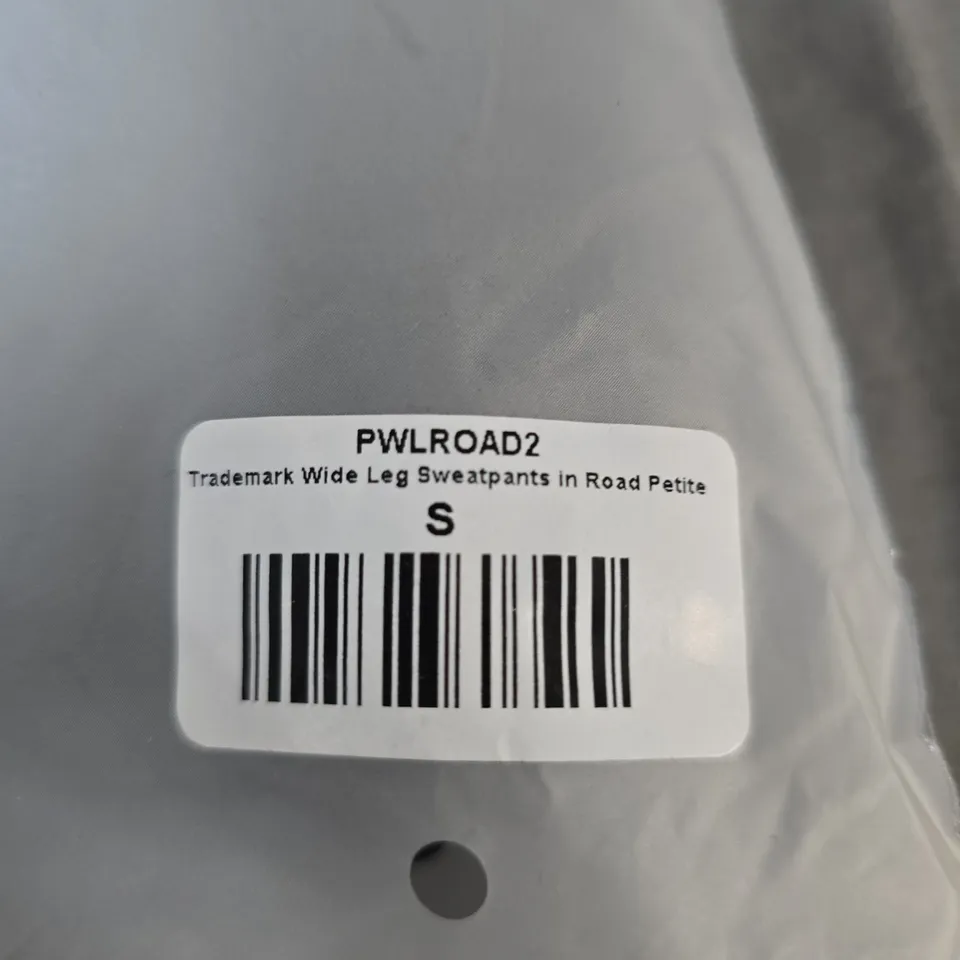 PWLROAD2
Trademark Wide Leg Sweatpants in Road Petite
S